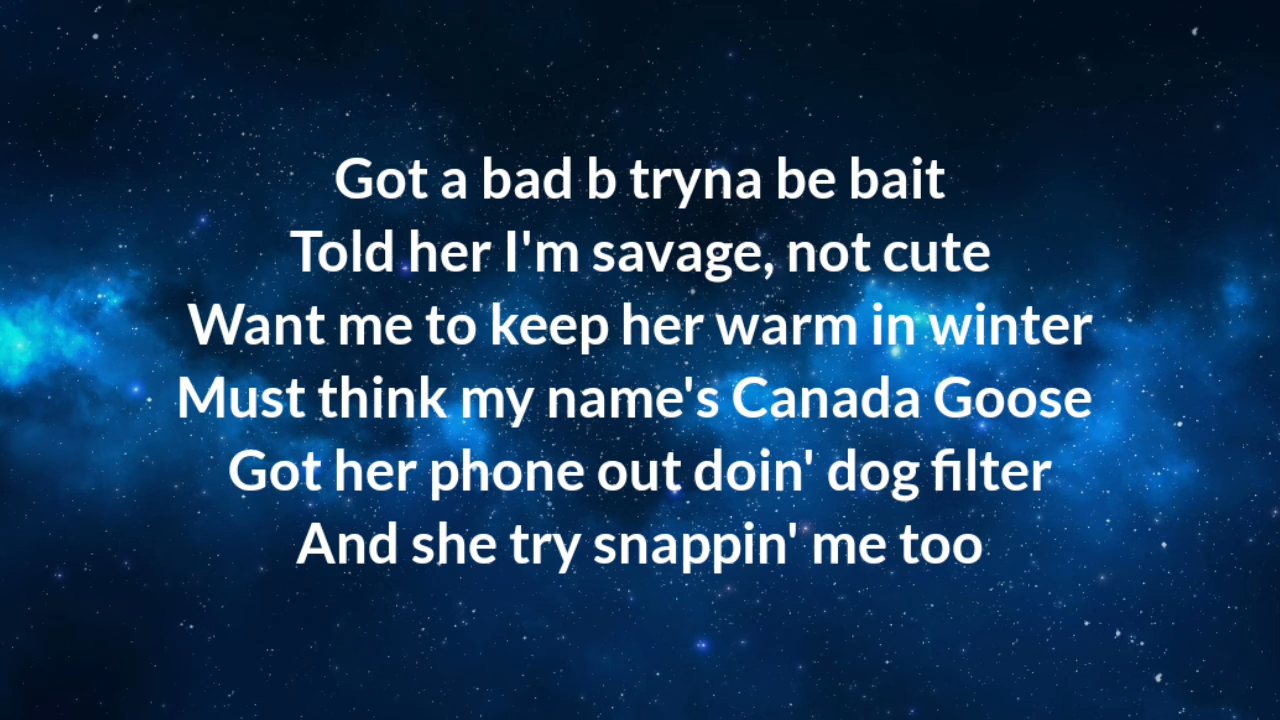 Got a bad b tryna be bait
Told her I'm savage, not cute
Want me to keep her warm in winter
Must think my name's Canada Goose
Got her phone out doin' dog filter
And she try snappin' me too